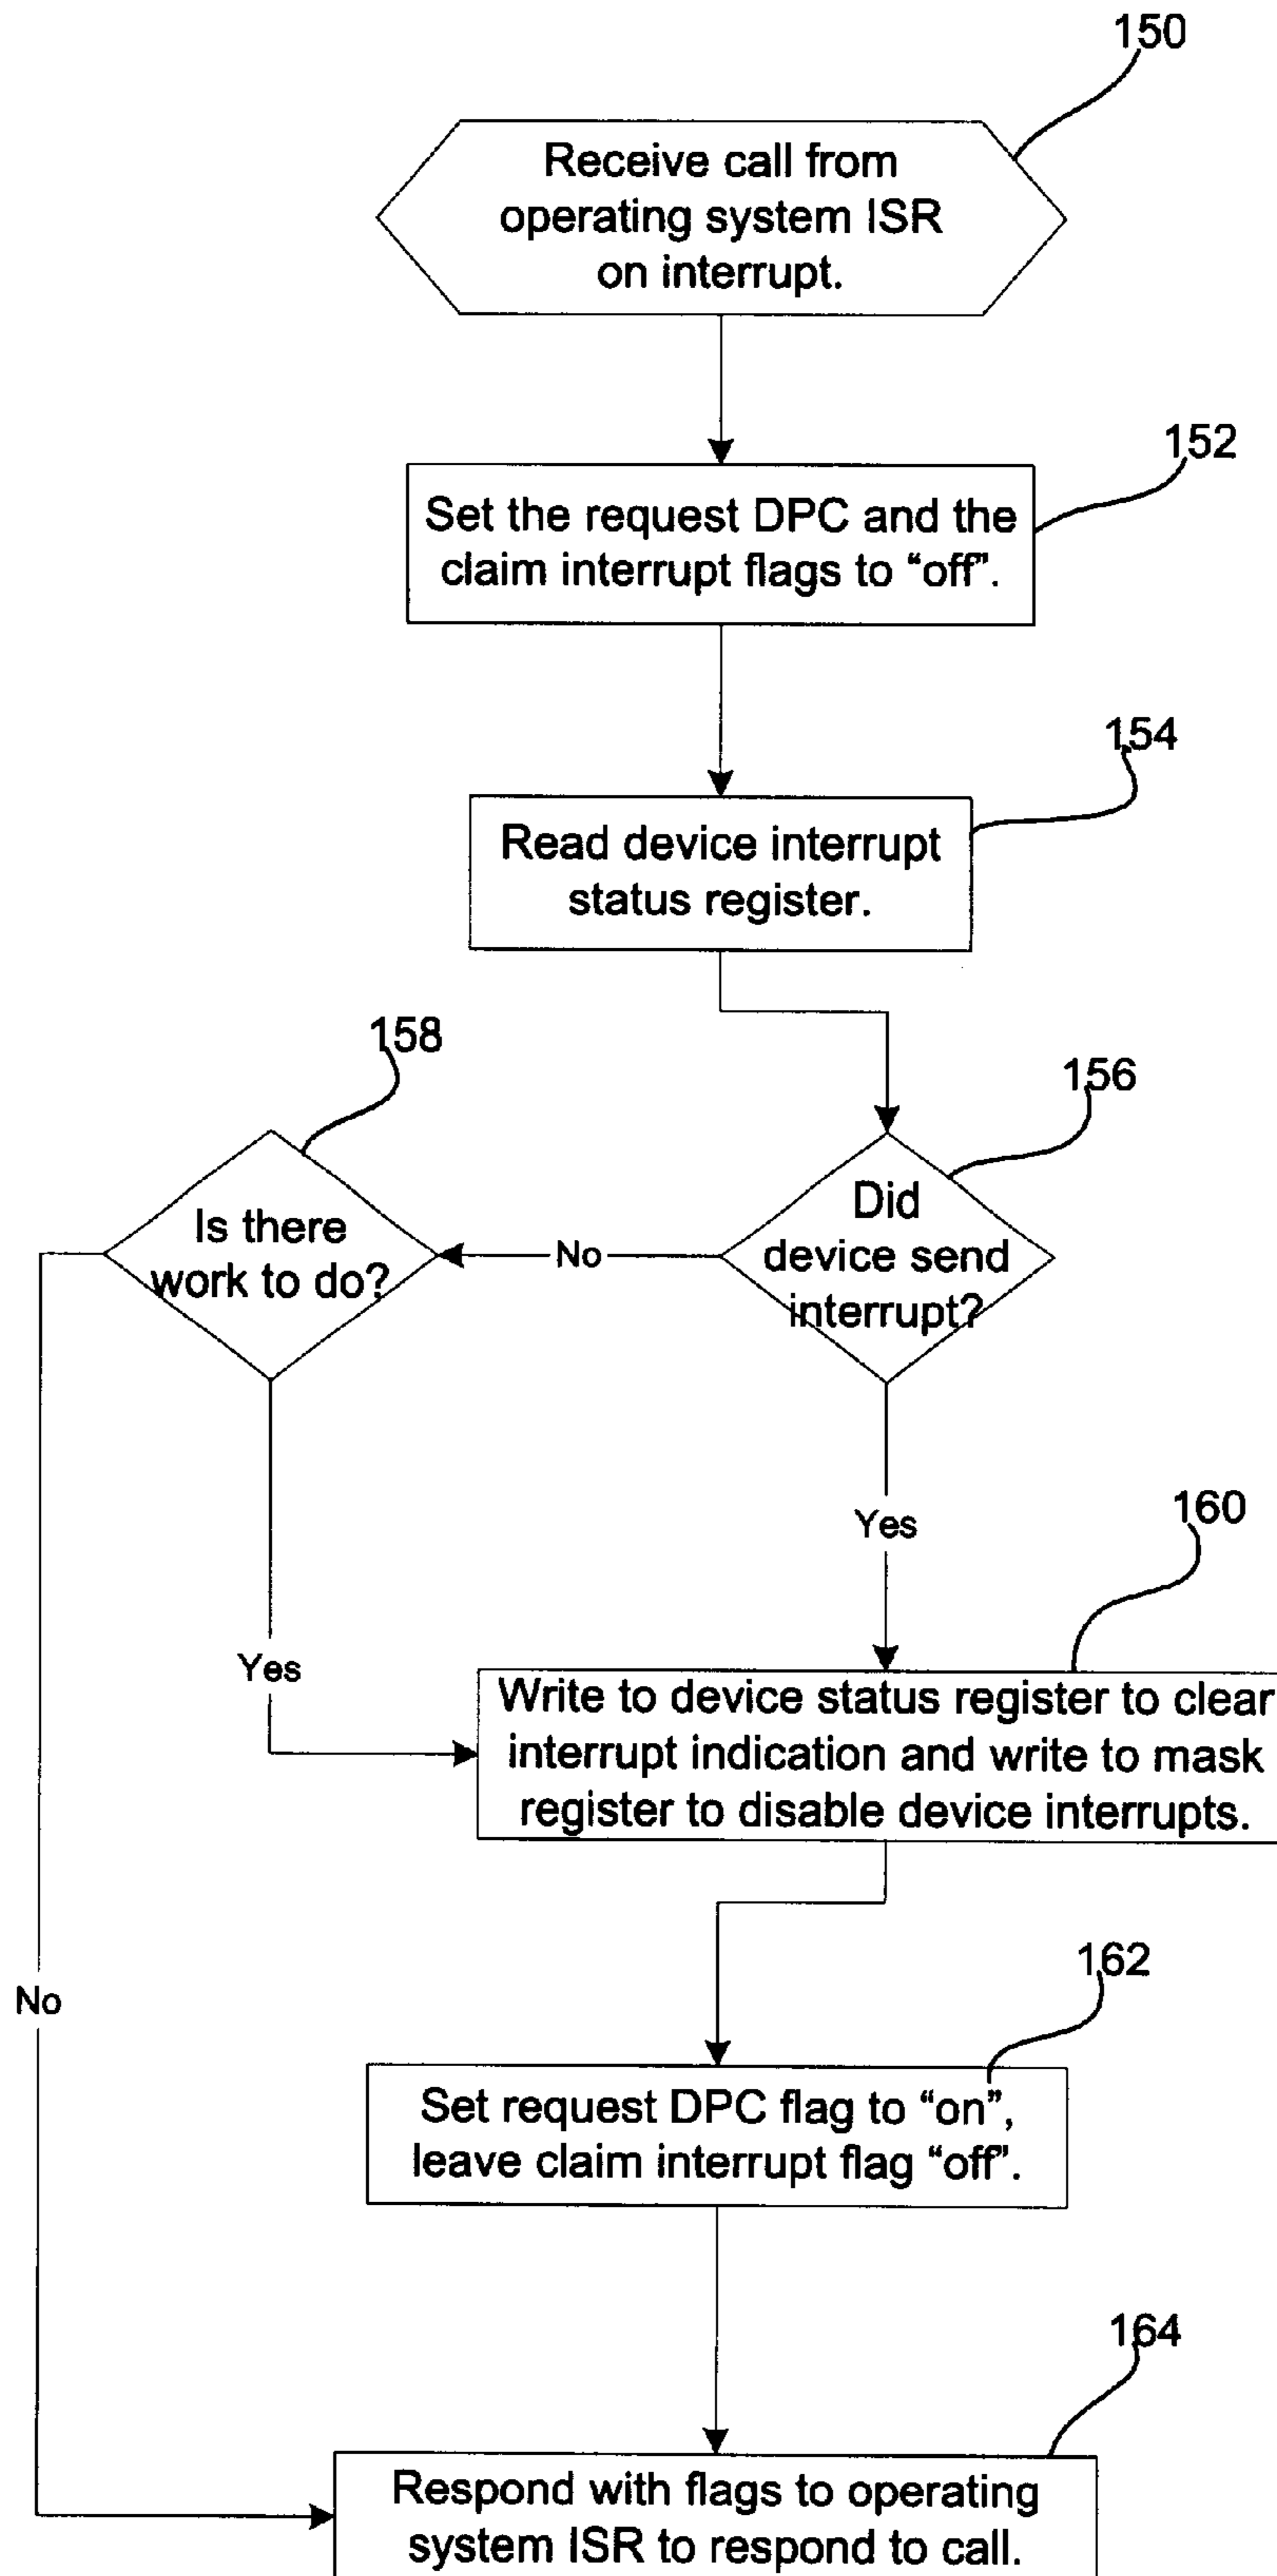 150
Receive call from
operating system ISR
on interrupt.
152
Set the request DPC and the
claim interrupt flags to “off”.
154
Read device interrupt
status register.
158
156
Is there
work to do?
No
Did
device send
interrupt?
Yes
160
Yes
Write to device status register to clear
interrupt indication and write to mask
register to disable device interrupts.
162
No
Set request DPC flag to “on”,
leave claim interrupt flag “off”.
164
Respond with flags to operating
system ISR to respond to call.